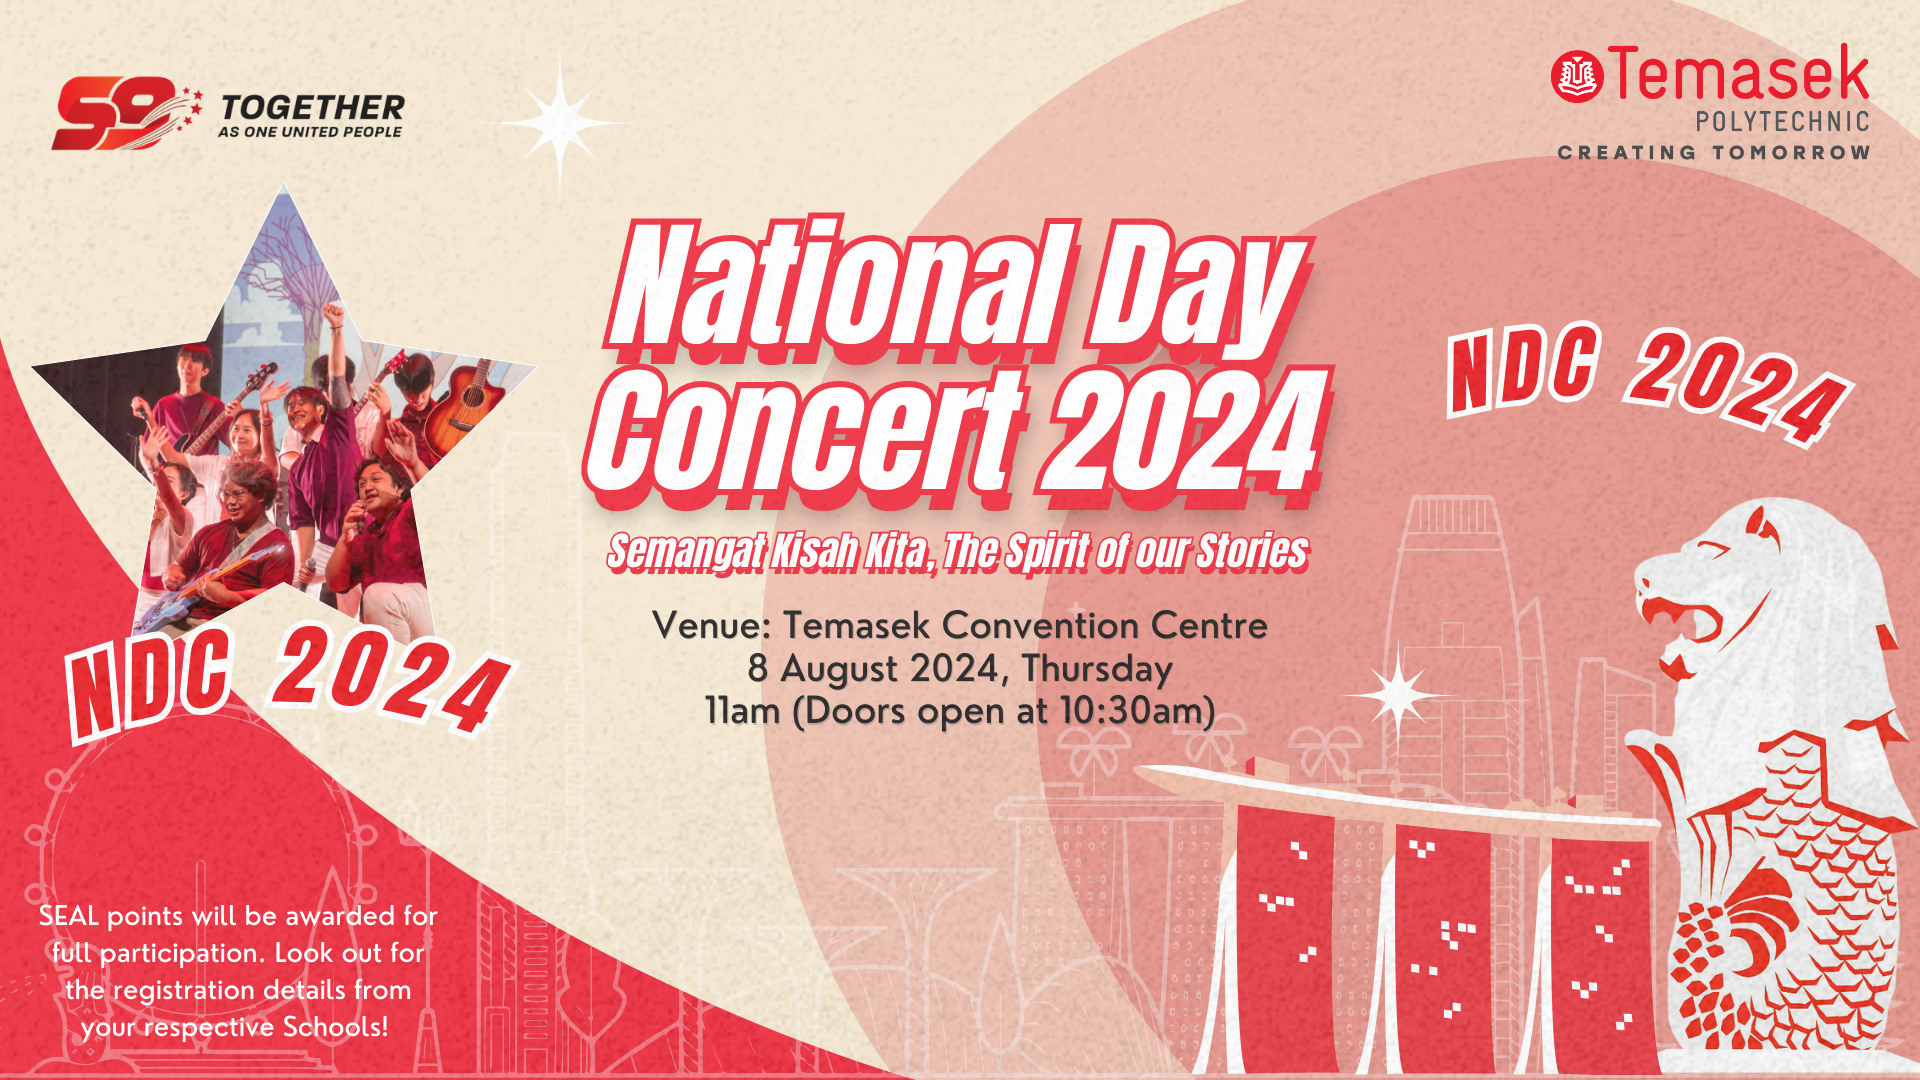 59 TOGETHER
AS ONE UNITED PEOPLE
Temasek
POLYTECHNIC
CREATING TOMORROW
National Day
Concert 2024
Semangat Kisah Kita, The Spirit of our Stories
Venue: Temasek Convention Centre
8 August 2024, Thursday
11am (Doors open at 10:30am)
NDC 2024
NDC 2024
SEAL points will be awarded for
full participation. Look out for
the registration details from
your respective Schools!